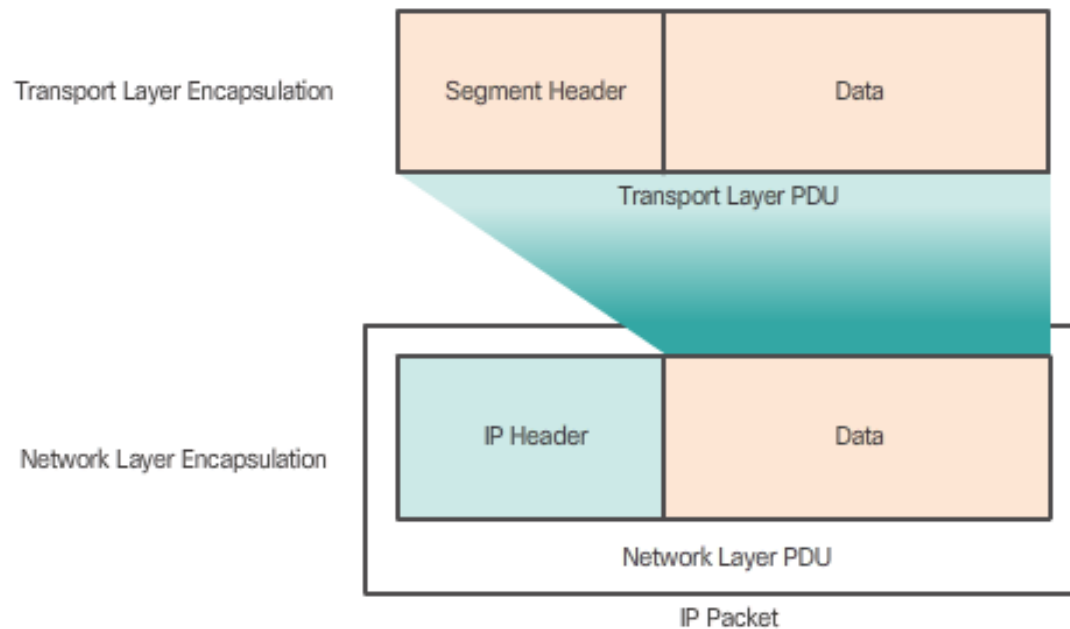 Transport Layer Encapsulation
Segment Header
Data
Transport Layer PDU
Network Layer Encapsulation
IP Header
Data
Network Layer PDU
IP Packet